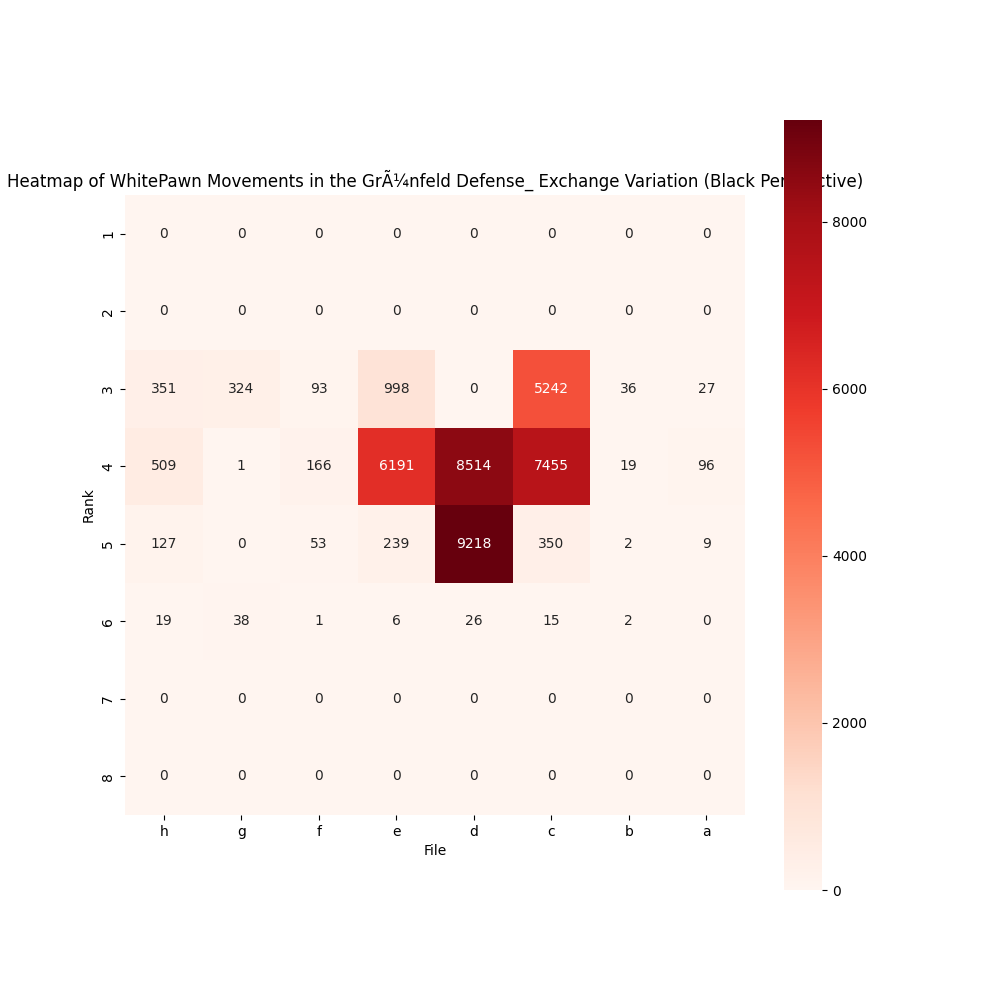 Heatmap of WhitePawn Movements in the GrÃ¼nfeld Defense_ Exchange Variation (Black Per ctive)
8000
1 0 0 0 0 0 0 0 0
2 0 0 0 0 0 0 0 0
3 351 324 93 998 0 5242 36 27
6000
4 509 1 166 6191 8514 7455 19 96
Rank
5 127 0 53 239 9218 350 2 9
4000
6 19 38 1 6 26 15 2 0
7 0 0 0 0 0 0 0 0
2000
8 0 0 0 0 0 0 0 0
h g f e d c b a
File
0